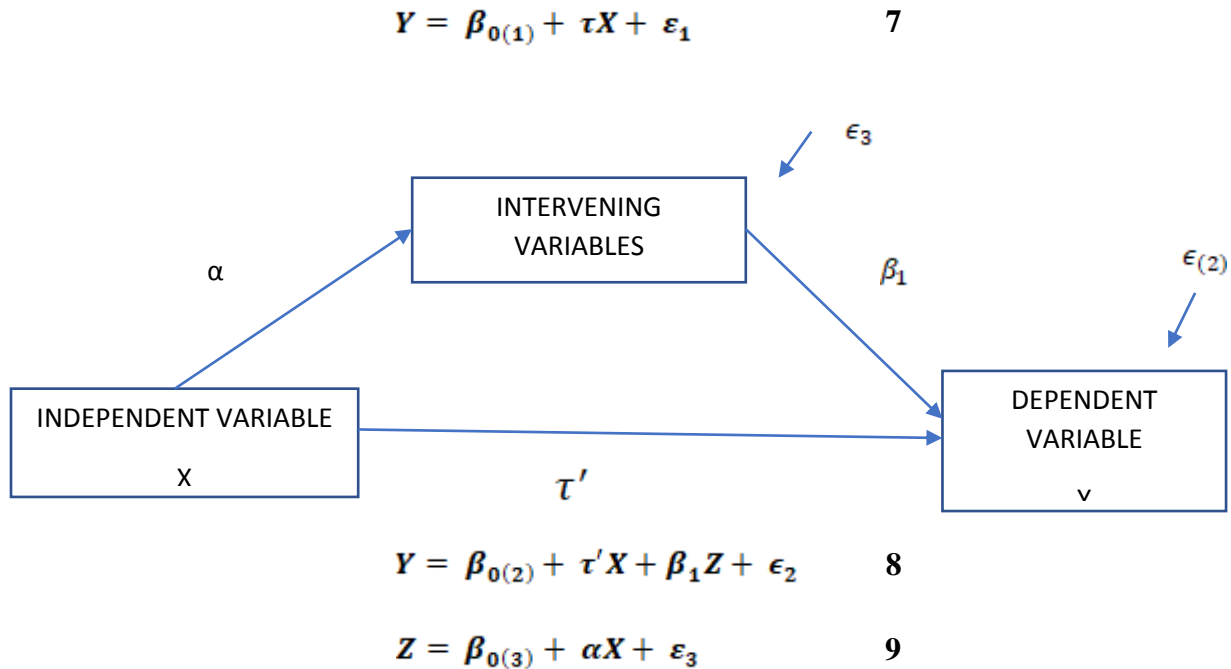 Y = β₀₍₁₎ + τX + ε₁ 7
ϵ₃
INTERVENING
VARIABLES
α
β₁
ϵ₍₂₎
INDEPENDENT VARIABLE
X
DEPENDENT
VARIABLE
τ′
Y = β₀₍₂₎ + τ′X + β₁Z + ϵ₂ 8
Z = β₀₍₃₎ + αX + ε₃ 9